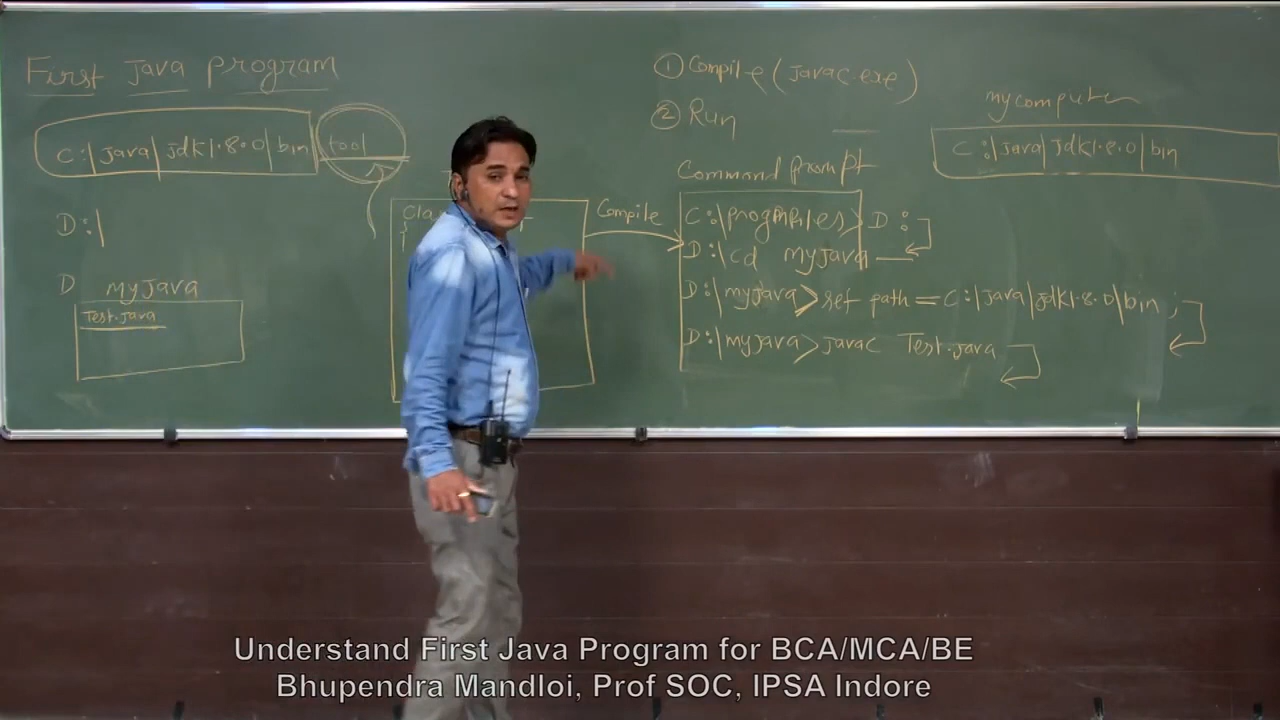 First Java program
C:\Java\Jdk1.8.0\bin\tool
D:\
D myJava
Test.java
Cla
Compile
① Compile (Javac.exe)
② Run
Command prompt
C:\progmfiles>D:
D:\cd myJava
D:\myJava>set path=C:\Java\Jdk1.8.0\bin;
D:\myJava>javac Test.java
my computer
C:\Java\Jdk1.8.0\bin
Understand First Java Program for BCA/MCA/BE
Bhupendra Mandloi, Prof SOC, IPSA Indore